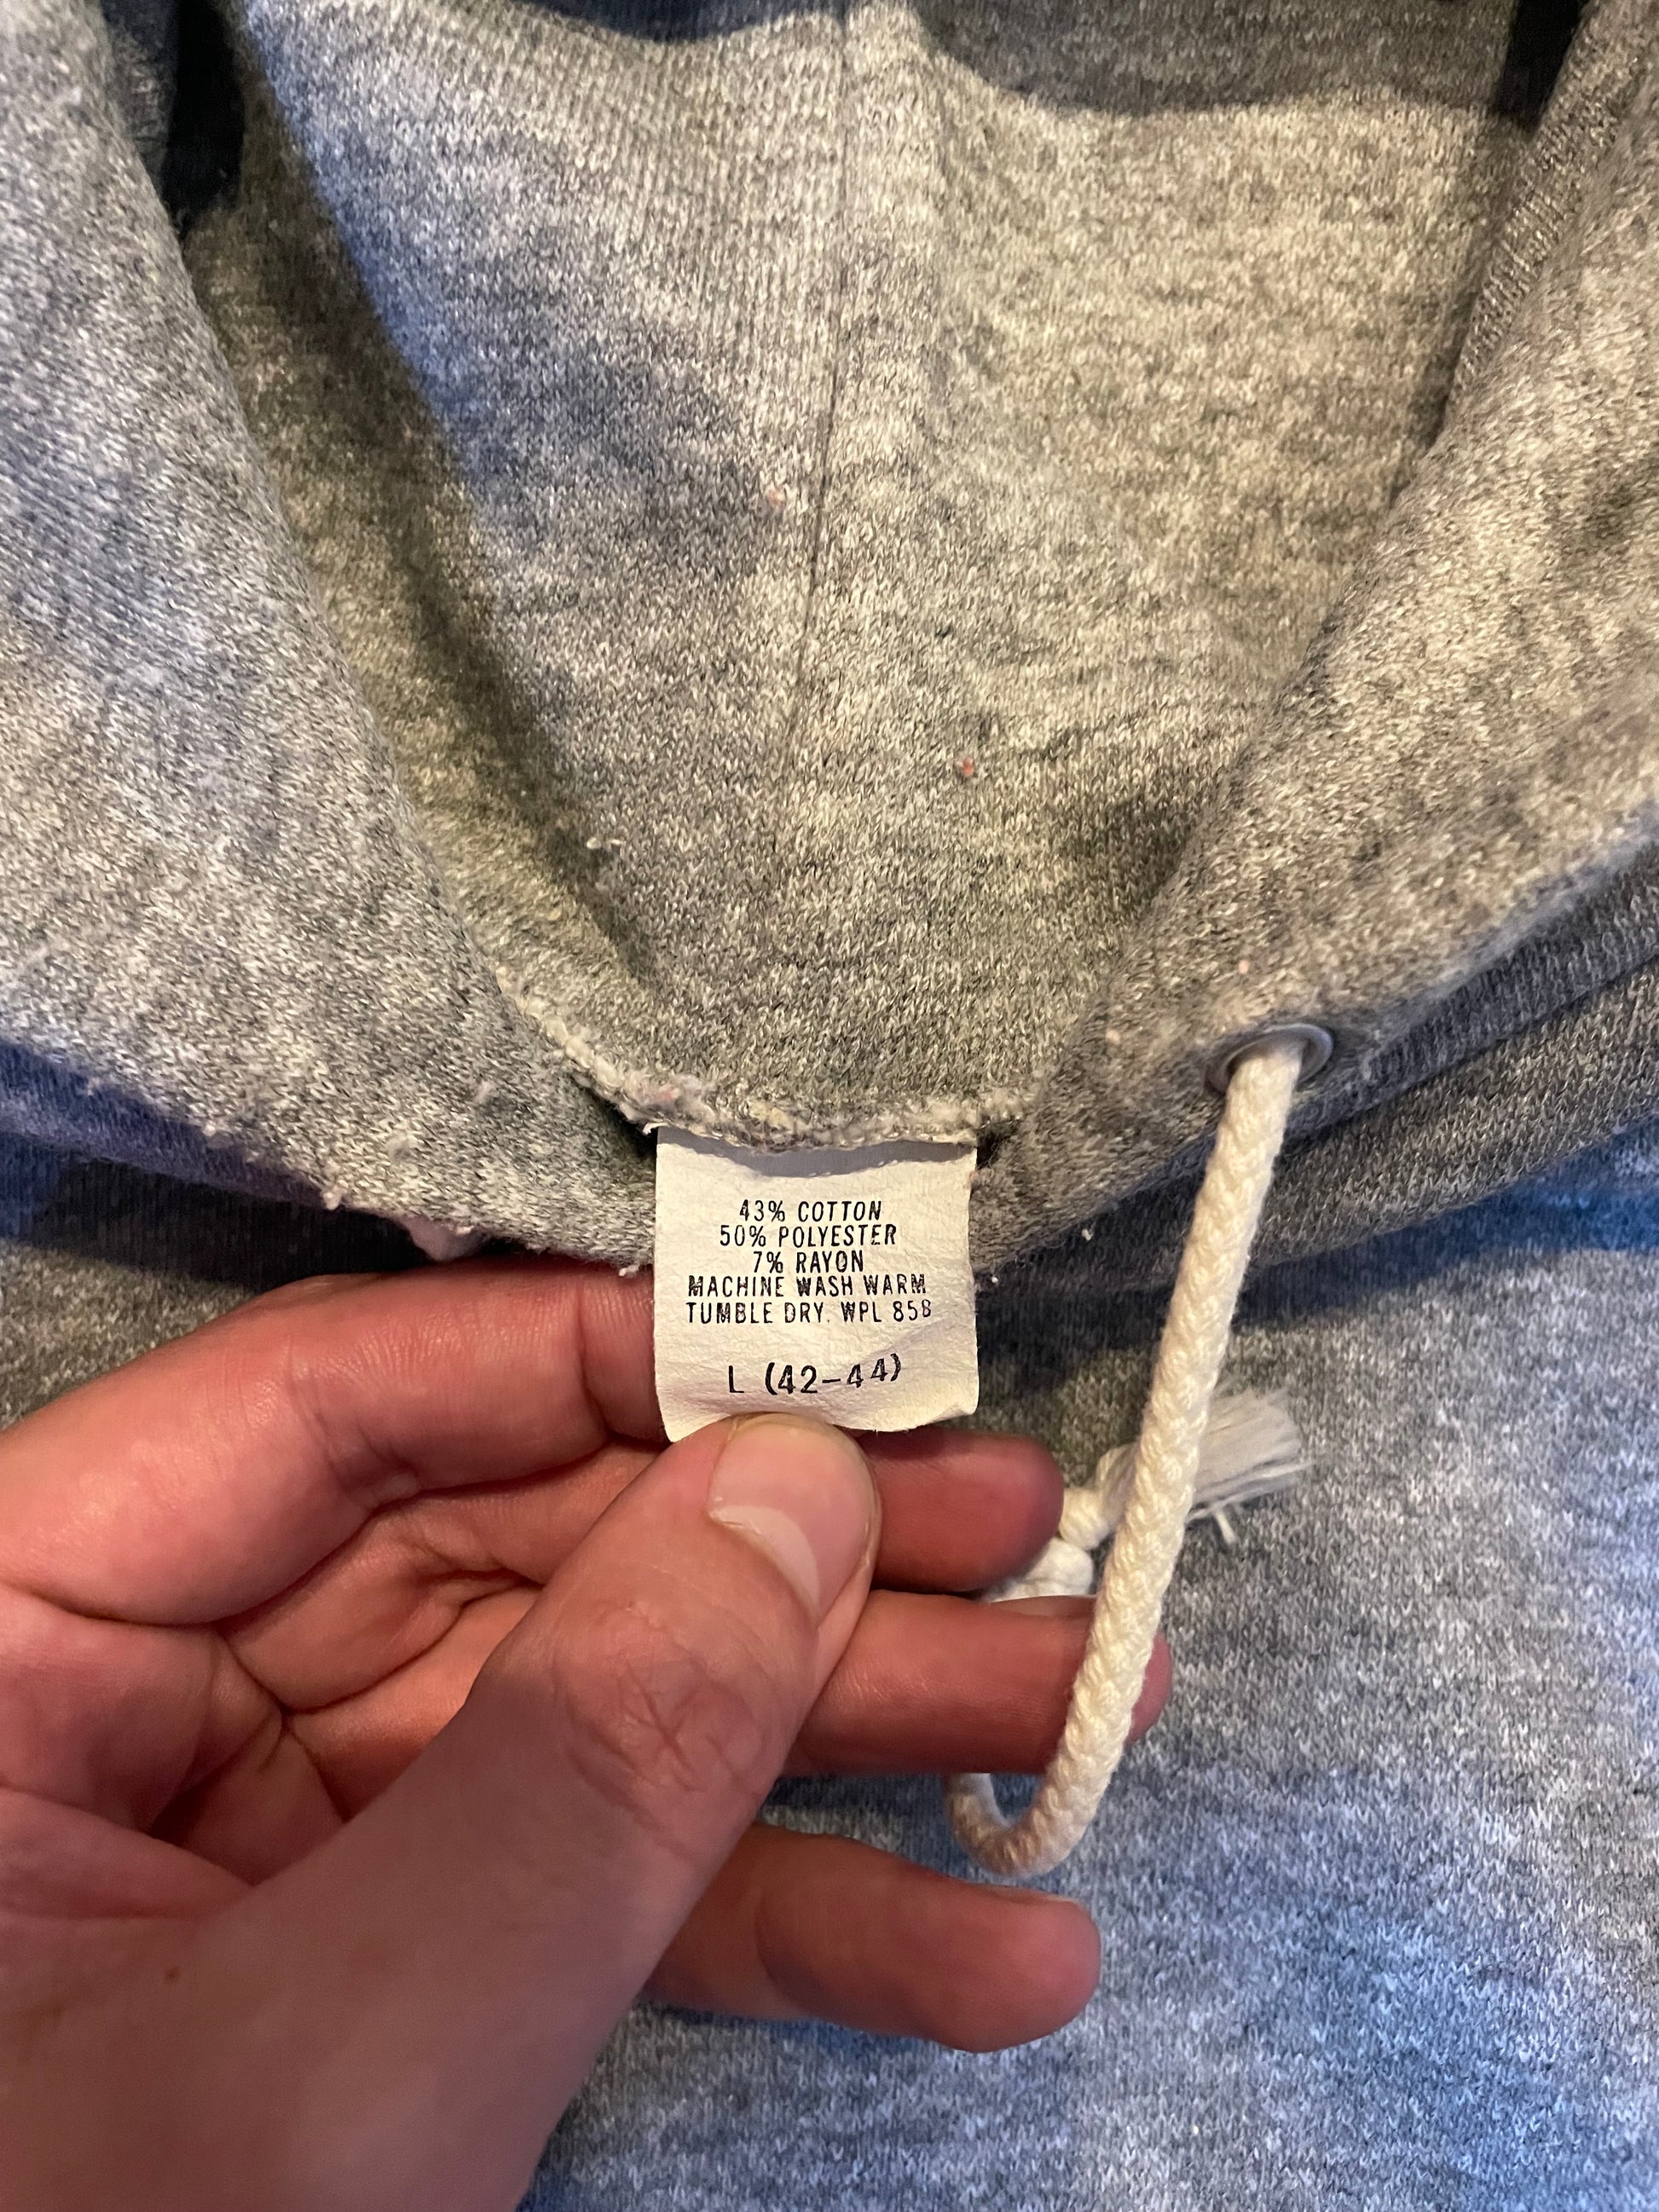 43% COTTON
50% POLYESTER
7% RAYON
MACHINE WASH WARM
TUMBLE DRY. WPL 858
L (42-44)